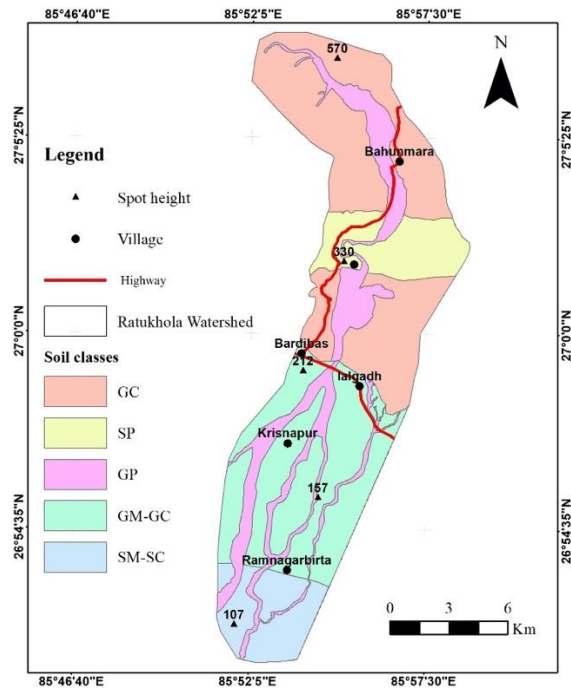 85°46'40"E
85°52'5"E
85°57'30"E
N
570
27°5'25"N
27°5'25"N
Bahunmara
Legend
Spot height
Village
Highway
Ratukhola Watershed
330
27°0'0"N
27°0'0"N
Bardibas
212
lalgadh
Soil classes
GC
SP
GP
GM-GC
SM-SC
Krisnapur
157
26°54'35"N
26°54'35"N
Ramnagarbirta
107
0 3 6
Km
85°46'40"E
85°52'5"E
85°57'30"E